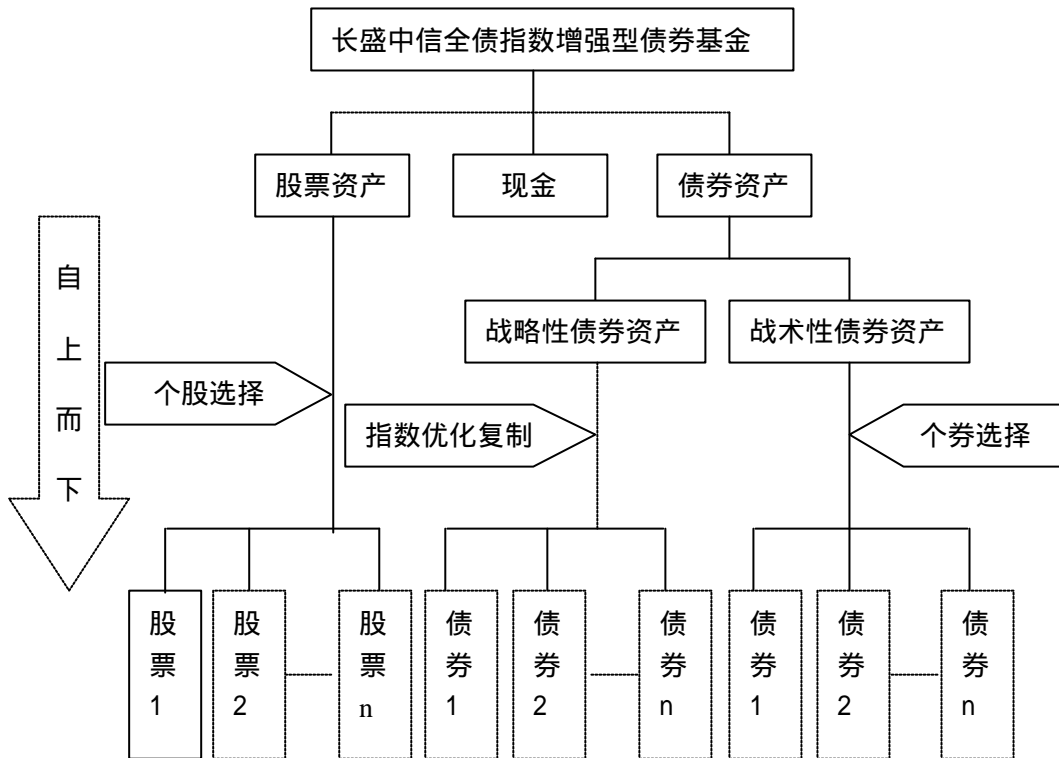 长盛中信全债指数增强型债券基金
股票资产
现金
债券资产
自上而下
战略性债券资产
战术性债券资产
个股选择
指数优化复制
个券选择
股票1
股票2
股票n
债券1
债券2
债券n
债券1
债券2
债券n